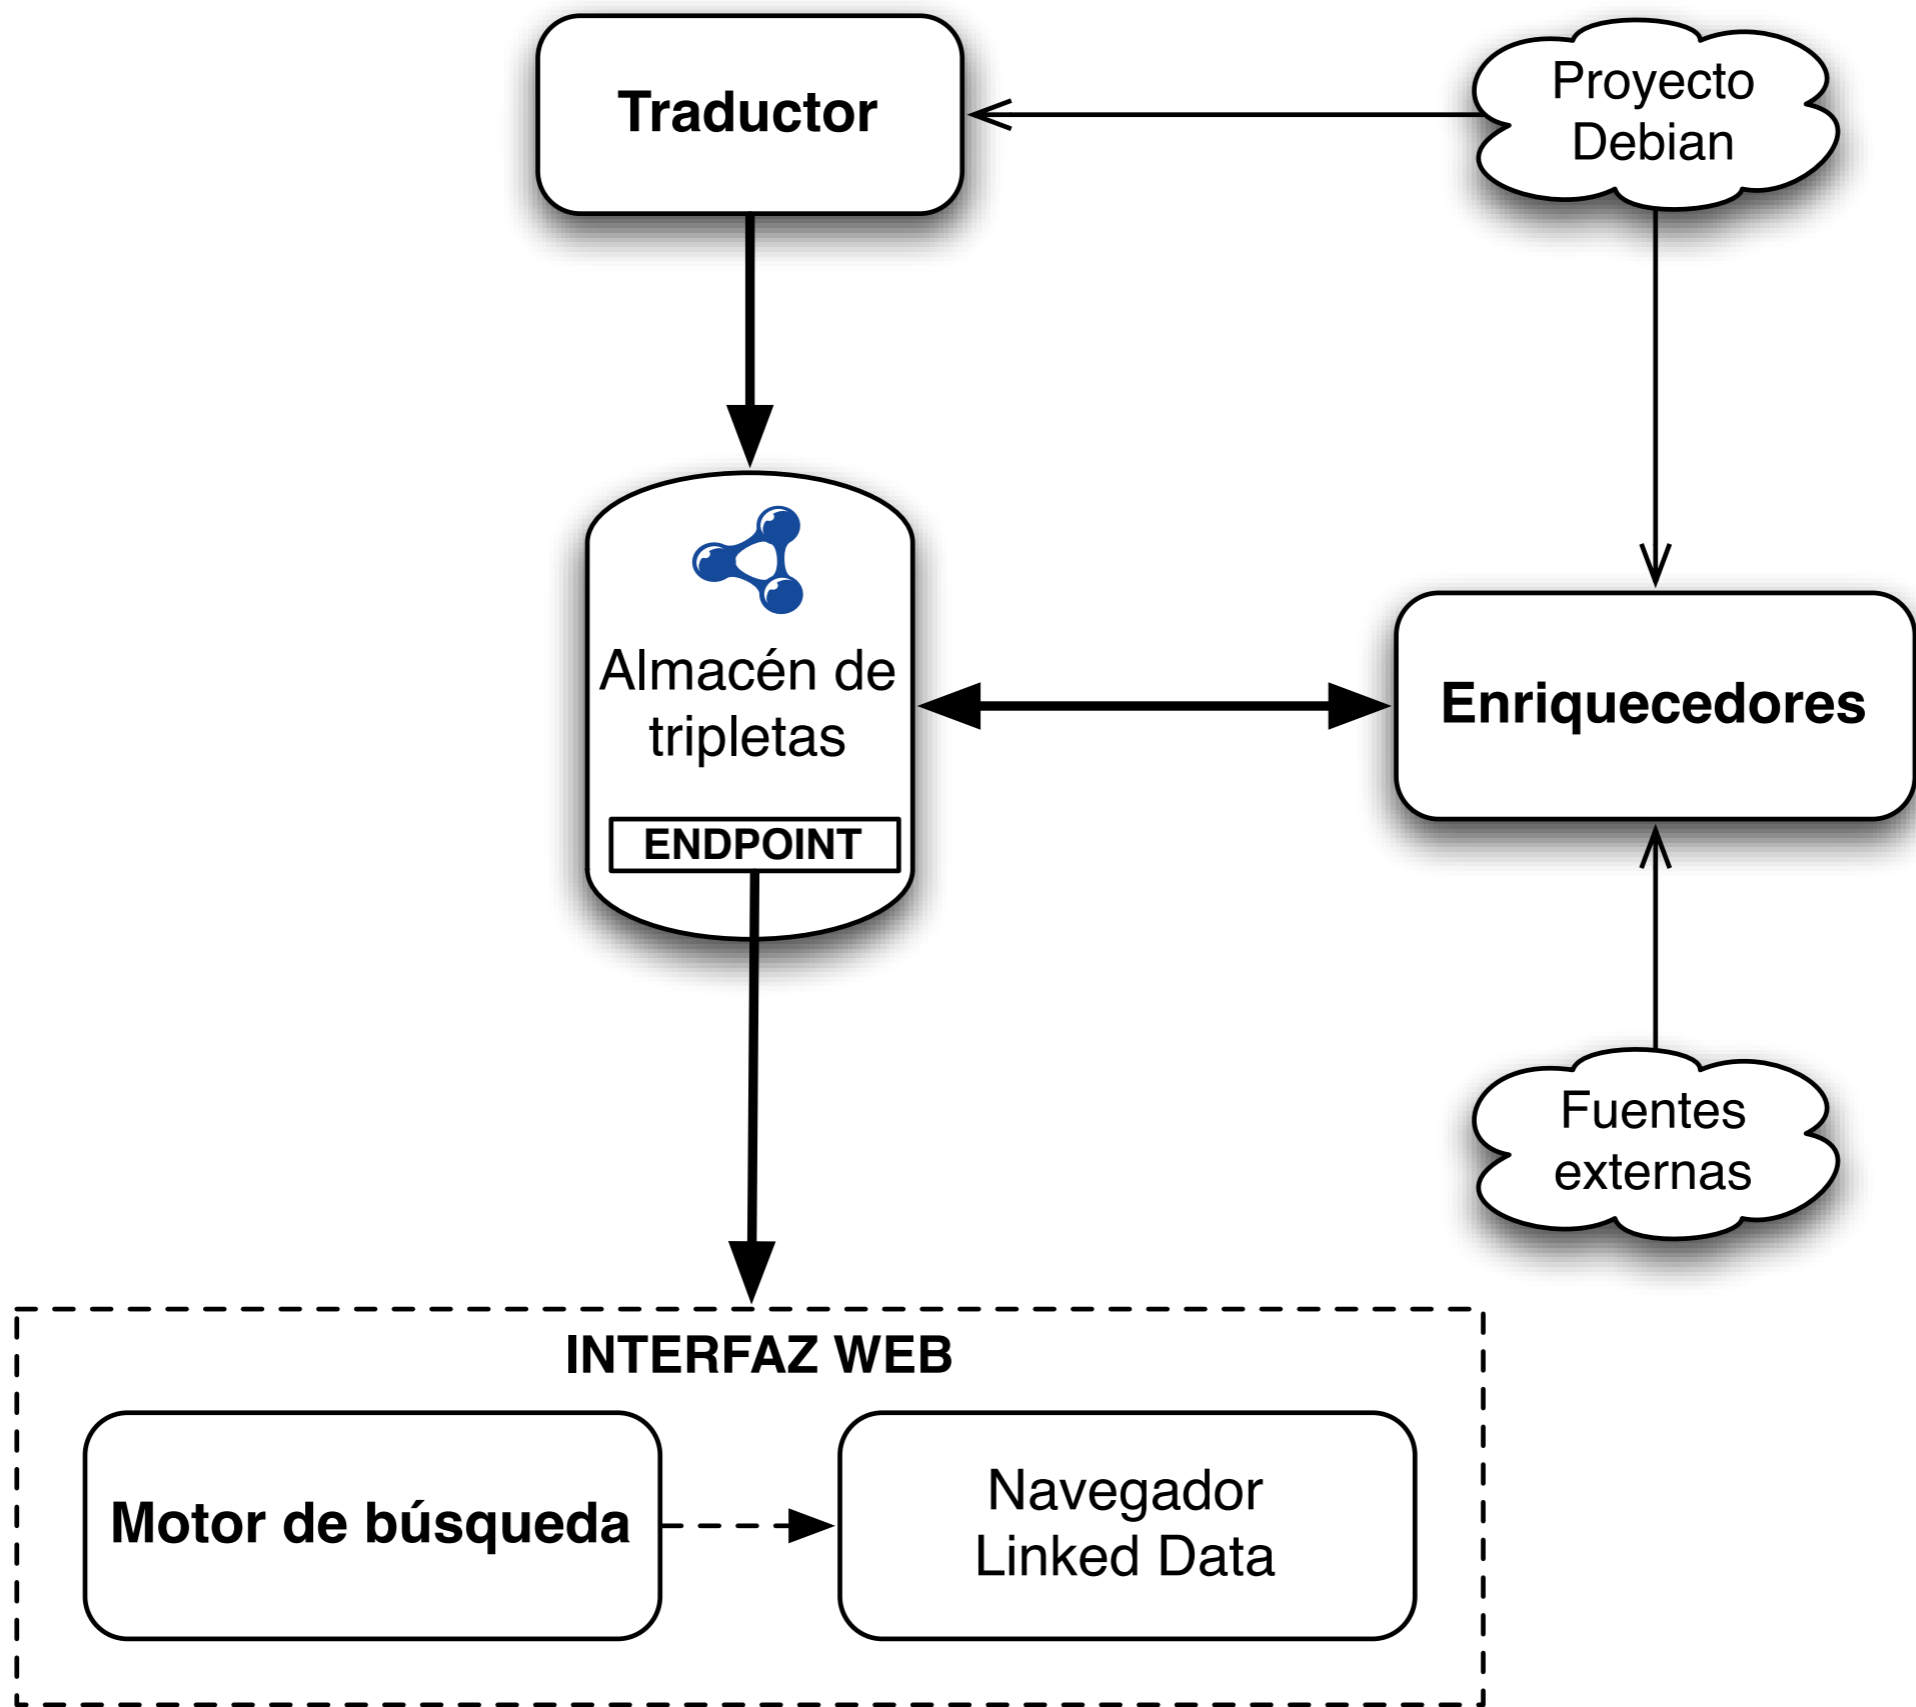 Traductor
Proyecto
Debian
Almacén de
tripletas
ENDPOINT
Enriquecedores
Fuentes
externas
INTERFAZ WEB
Motor de búsqueda
Navegador
Linked Data